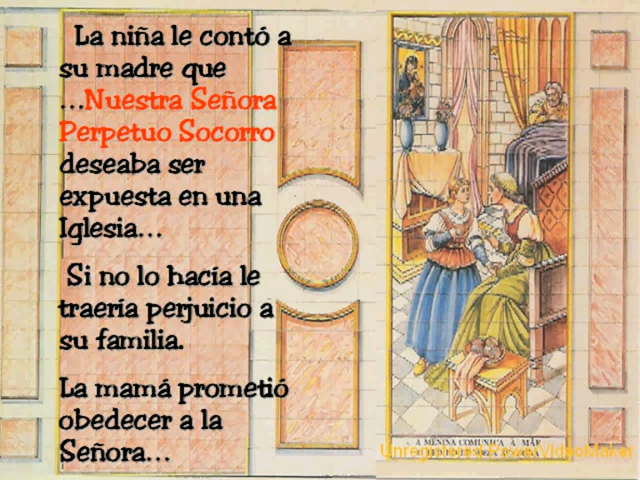 La niña le contó a
su madre que
...Nuestra Señora
Perpetuo Socorro
deseaba ser
expuesta en una
Iglesia...
Si no lo hacía le
traería perjuicio a
su familia.
La mamá prometió
obedecer a la
Señora...
A MENINA COMUNICA À MÃE